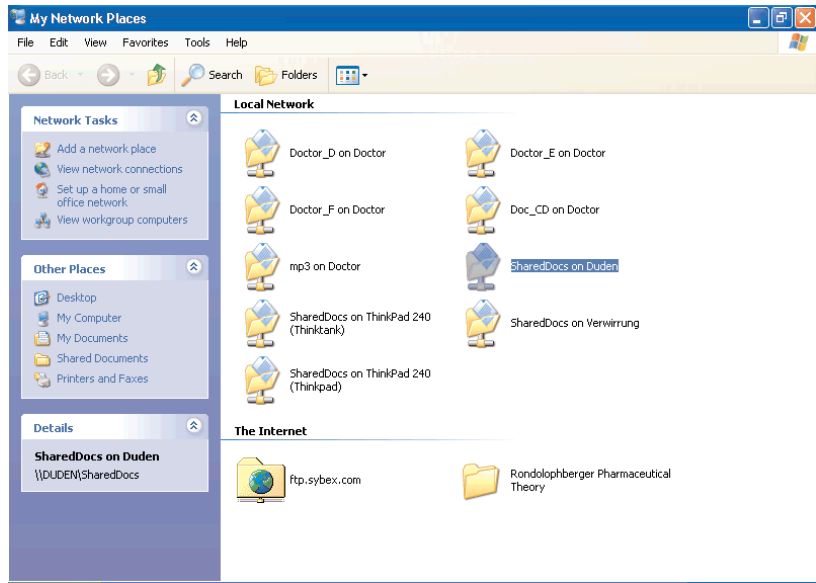 My Network Places
File Edit View Favorites Tools Help
Back Search Folders
Network Tasks
Add a network place
View network connections
Set up a home or small
office network
View workgroup computers
Other Places
Desktop
My Computer
My Documents
Shared Documents
Printers and Faxes
Details
SharedDocs on Duden
\\DUDEN\SharedDocs
Local Network
Doctor_D on Doctor
Doctor_E on Doctor
Doctor_F on Doctor
Doc_CD on Doctor
mp3 on Doctor
SharedDocs on Duden
SharedDocs on ThinkPad 240
(Thinktank)
SharedDocs on Verwirrung
SharedDocs on ThinkPad 240
(Thinkpad)
The Internet
ftp.sybex.com
Rondolophberger Pharmaceutical
Theory